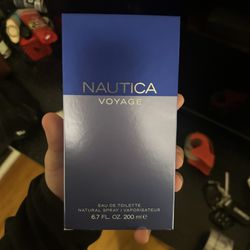 NAUTICA
VOYAGE
EAU DE TOILETTE
NATURAL SPRAY / VAPORISATEUR
6.7 FL. OZ. 200 ml ℮